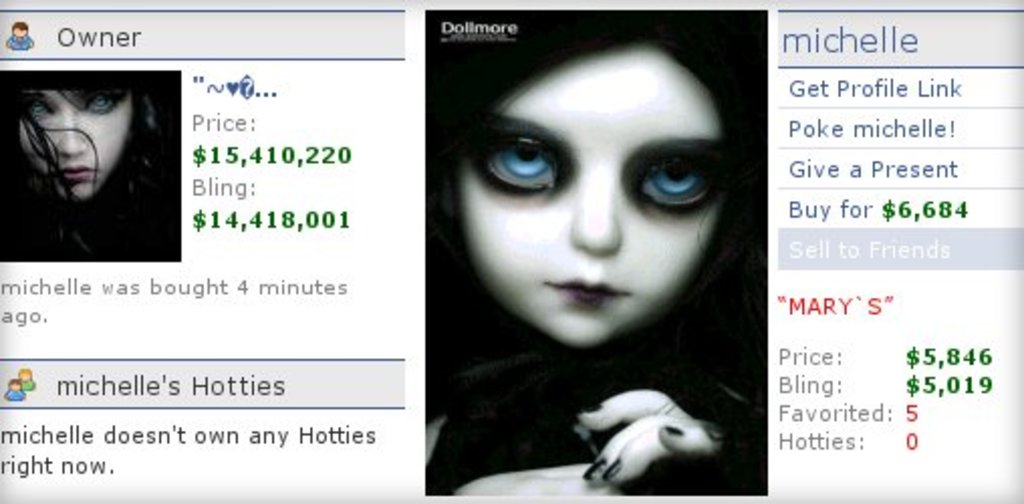 Owner
"~♥�...
Price:
$15,410,220
Bling:
$14,418,001
michelle was bought 4 minutes
ago.
michelle's Hotties
michelle doesn't own any Hotties
right now.
Dollmore
michelle
Get Profile Link
Poke michelle!
Give a Present
Buy for $6,684
Sell to Friends
"MARY`S"
Price: $5,846
Bling: $5,019
Favorited: 5
Hotties: 0